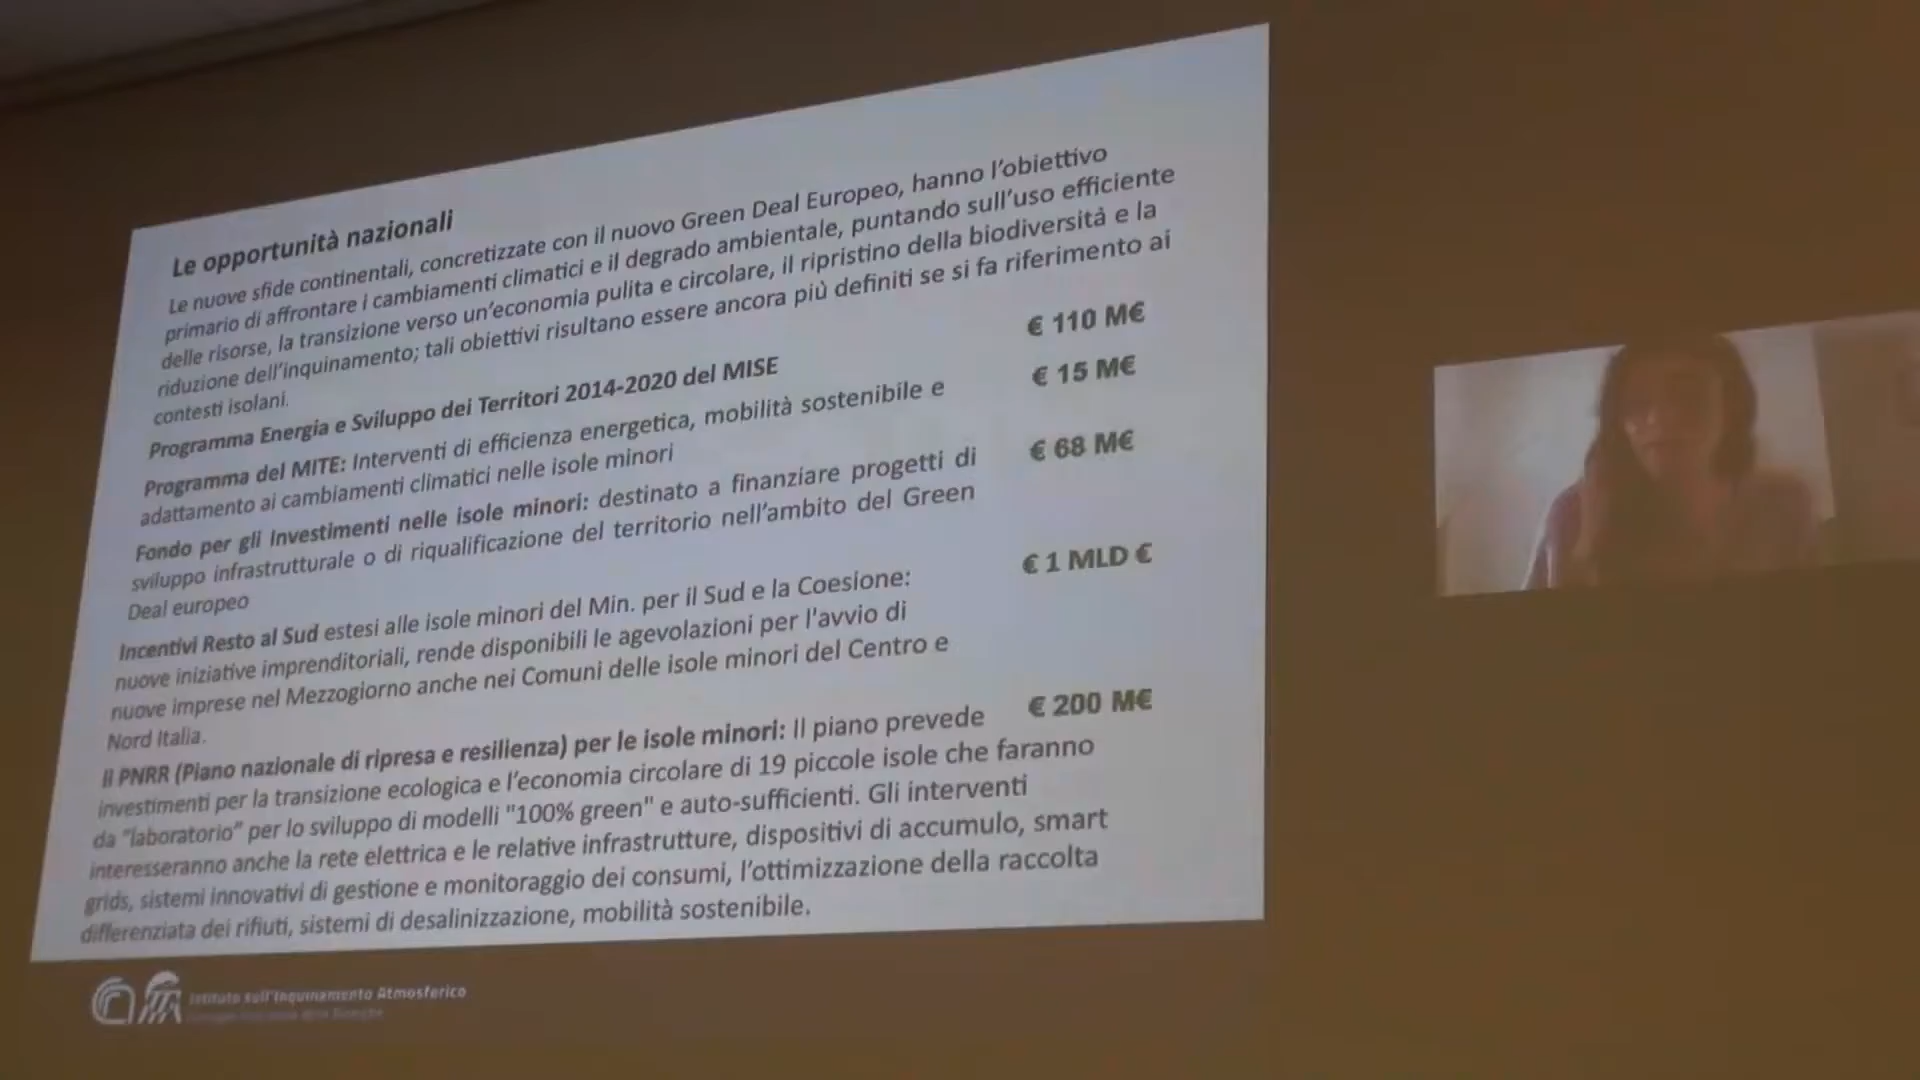 Le opportunità nazionali
Le nuove sfide continentali, concretizzate con il nuovo Green Deal Europeo, hanno l'obiettivo
primario di affrontare i cambiamenti climatici e il degrado ambientale, puntando sull'uso efficiente
delle risorse, la transizione verso un'economia pulita e circolare, il ripristino della biodiversità e la
riduzione dell'inquinamento; tali obiettivi risultano essere ancora più definiti se si fa riferimento ai
contesti isolani.
Programma Energia e Sviluppo dei Territori 2014-2020 del MISE
€ 110 M€
Programma del MITE: Interventi di efficienza energetica, mobilità sostenibile e
adattamento ai cambiamenti climatici nelle isole minori
€ 15 M€
Fondo per gli Investimenti nelle isole minori: destinato a finanziare progetti di
sviluppo infrastrutturale o di riqualificazione del territorio nell'ambito del Green
Deal europeo
€ 68 M€
Incentivi Resto al Sud estesi alle isole minori del Min. per il Sud e la Coesione:
nuove iniziative imprenditoriali, rende disponibili le agevolazioni per l'avvio di
nuove imprese nel Mezzogiorno anche nei Comuni delle isole minori del Centro e
Nord Italia.
€ 1 MLD €
Il PNRR (Piano nazionale di ripresa e resilienza) per le isole minori: Il piano prevede
€ 200 M€
investimenti per la transizione ecologica e l'economia circolare di 19 piccole isole che faranno
da "laboratorio" per lo sviluppo di modelli "100% green" e auto-sufficienti. Gli interventi
interesseranno anche la rete elettrica e le relative infrastrutture, dispositivi di accumulo, smart
grids, sistemi innovativi di gestione e monitoraggio dei consumi, l'ottimizzazione della raccolta
differenziata dei rifiuti, sistemi di desalinizzazione, mobilità sostenibile.
Istituto sull'Inquinamento Atmosferico